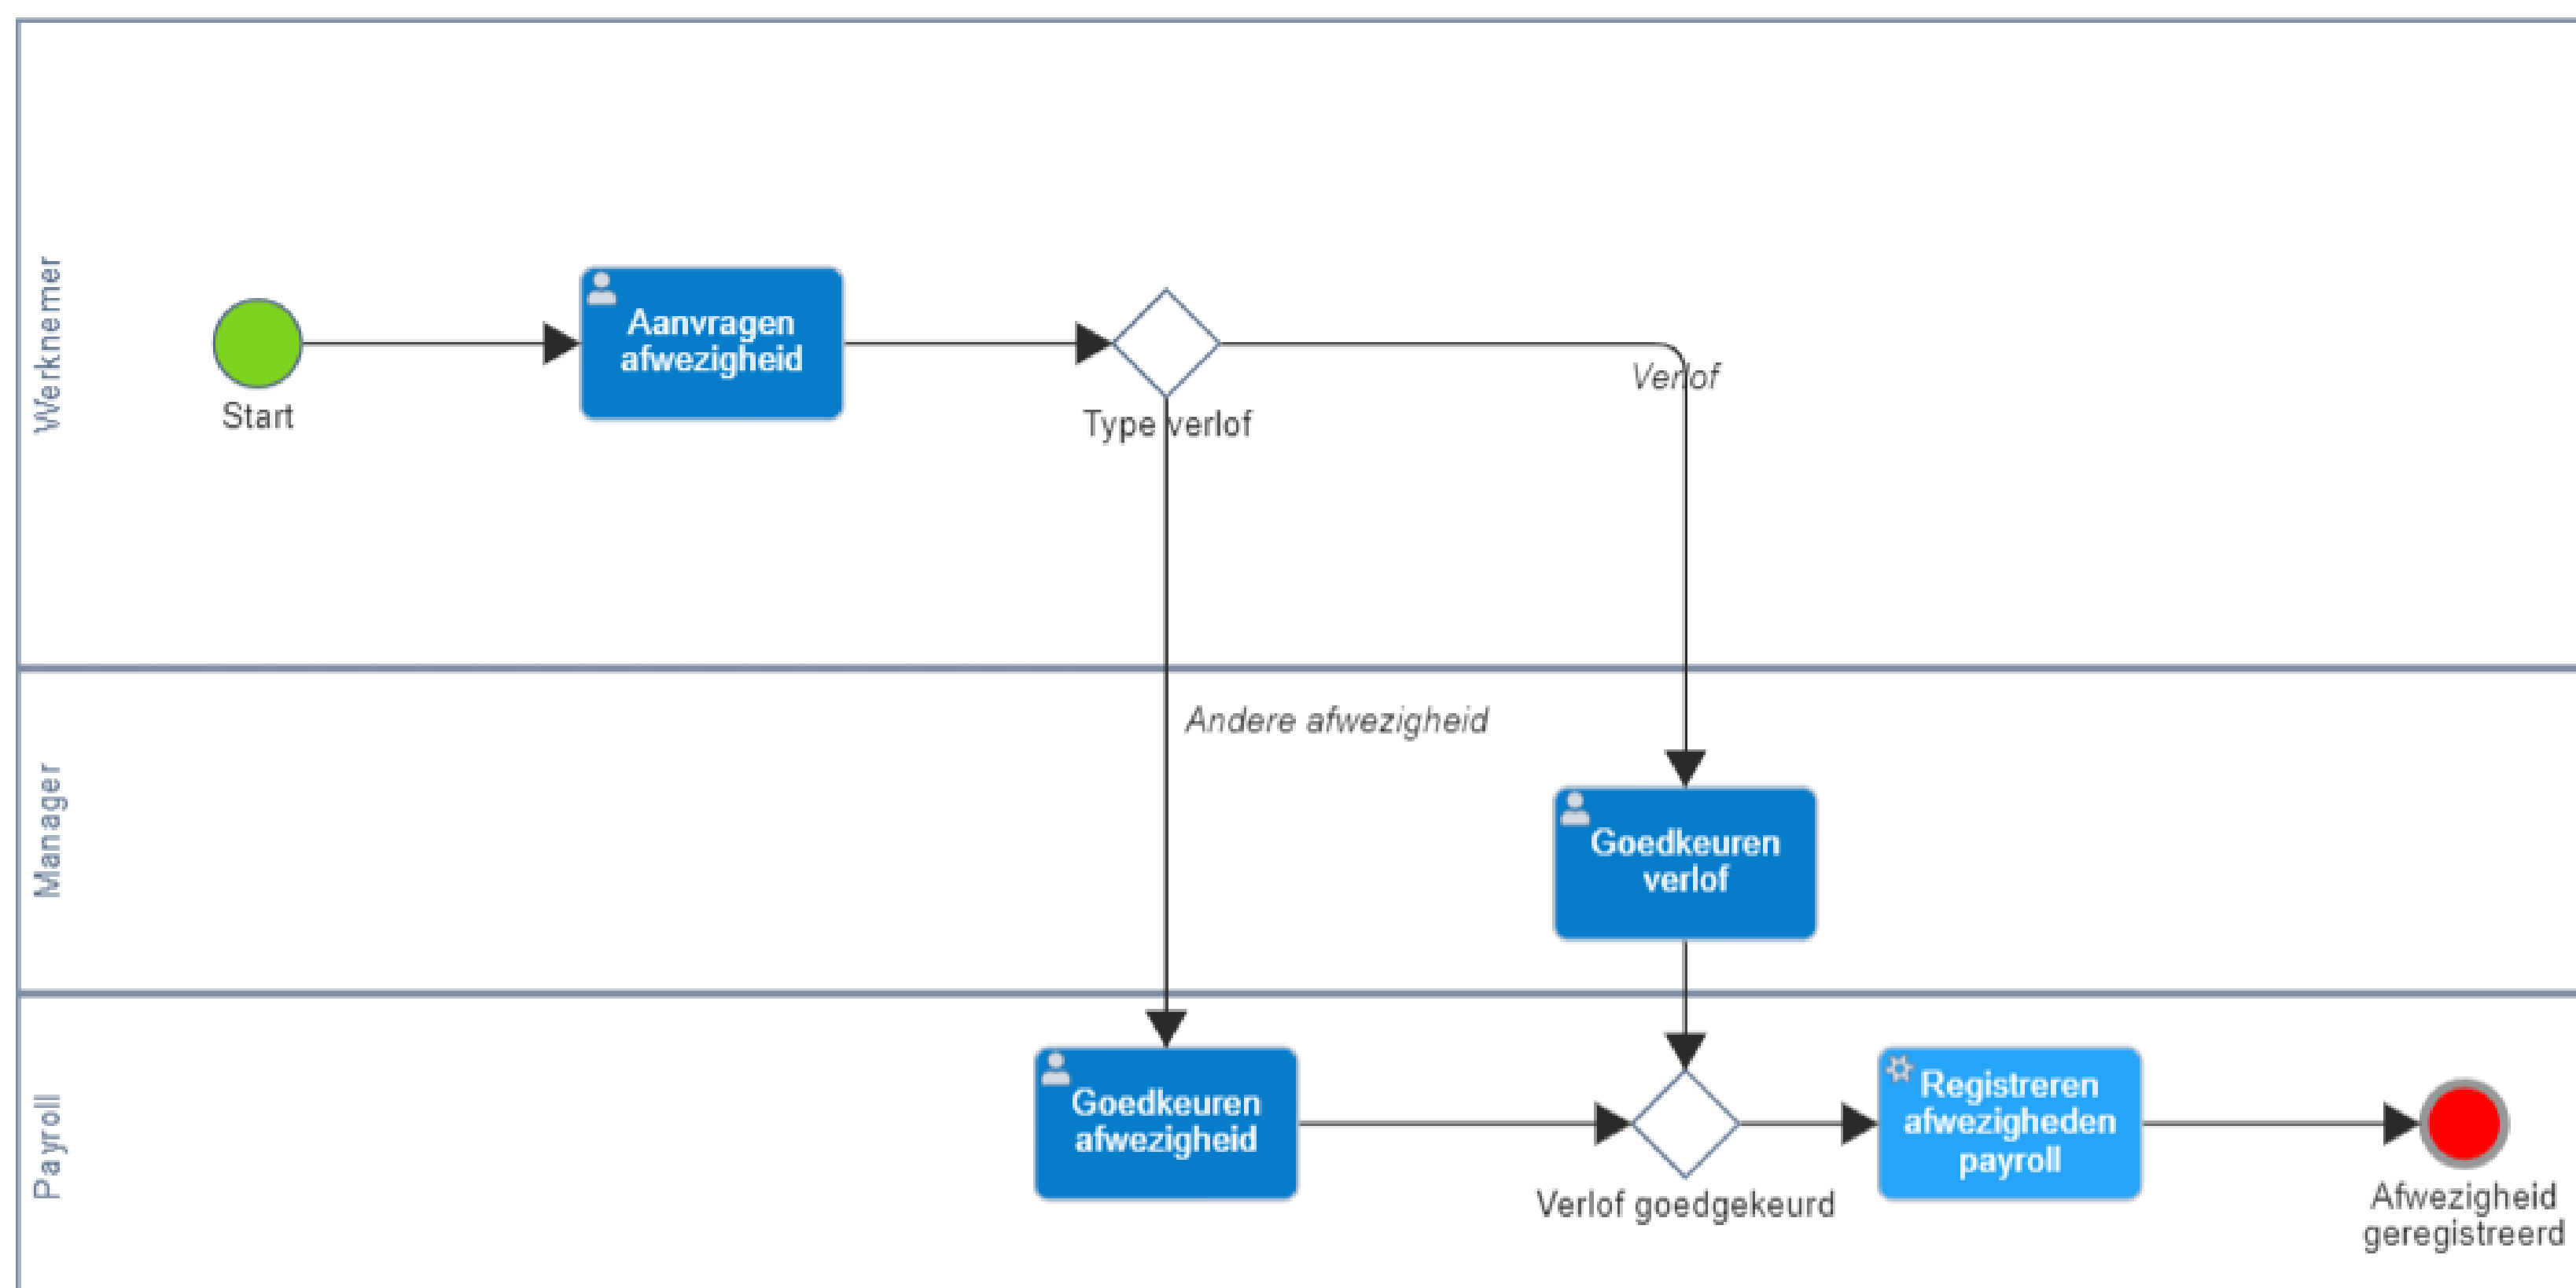 Werknemer
Start
Aanvragen
afwezigheid
Type verlof
Verlof
Manager
Andere afwezigheid
Goedkeuren
verlof
Payroll
Goedkeuren
afwezigheid
Verlof goedgekeurd
Registreren
afwezigheden
payroll
Afwezigheid
geregistreerd